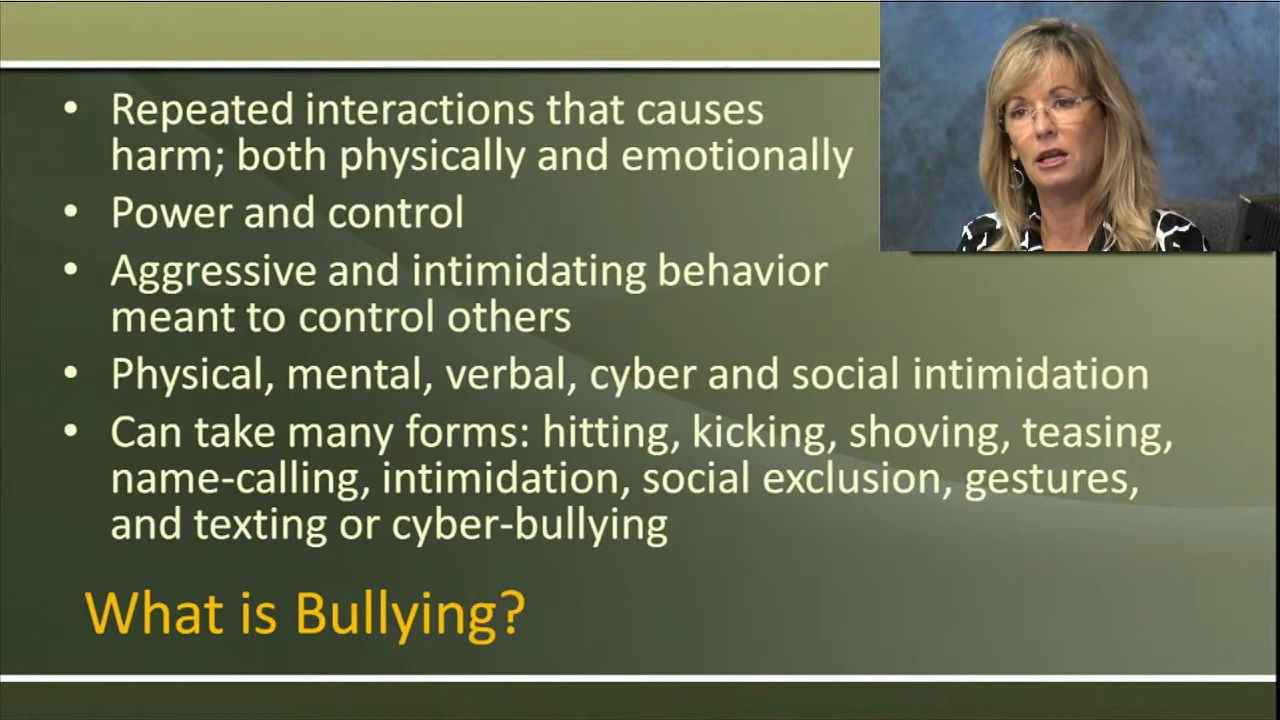 • Repeated interactions that causes
harm; both physically and emotionally
• Power and control
• Aggressive and intimidating behavior
meant to control others
• Physical, mental, verbal, cyber and social intimidation
• Can take many forms: hitting, kicking, shoving, teasing,
name-calling, intimidation, social exclusion, gestures,
and texting or cyber-bullying
What is Bullying?